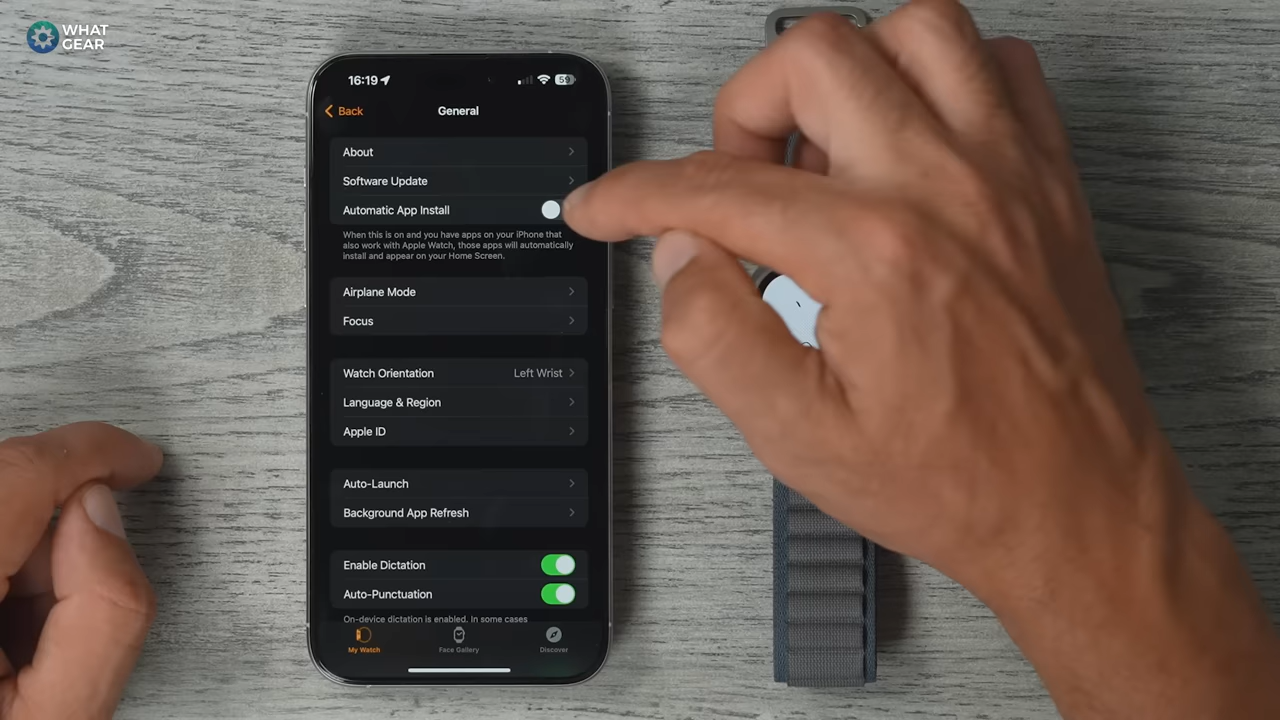 WHAT
GEAR
16:19
59
Back
General
About
Software Update
Automatic App Install
When this is on and you have apps on your iPhone that
also work with Apple Watch, those apps will automatically
install and appear on your Home Screen.
Airplane Mode
Focus
Watch Orientation Left Wrist
Language & Region
Apple ID
Auto-Launch
Background App Refresh
Enable Dictation
Auto-Punctuation
On-device dictation is enabled. In some cases
My Watch Face Gallery Discover